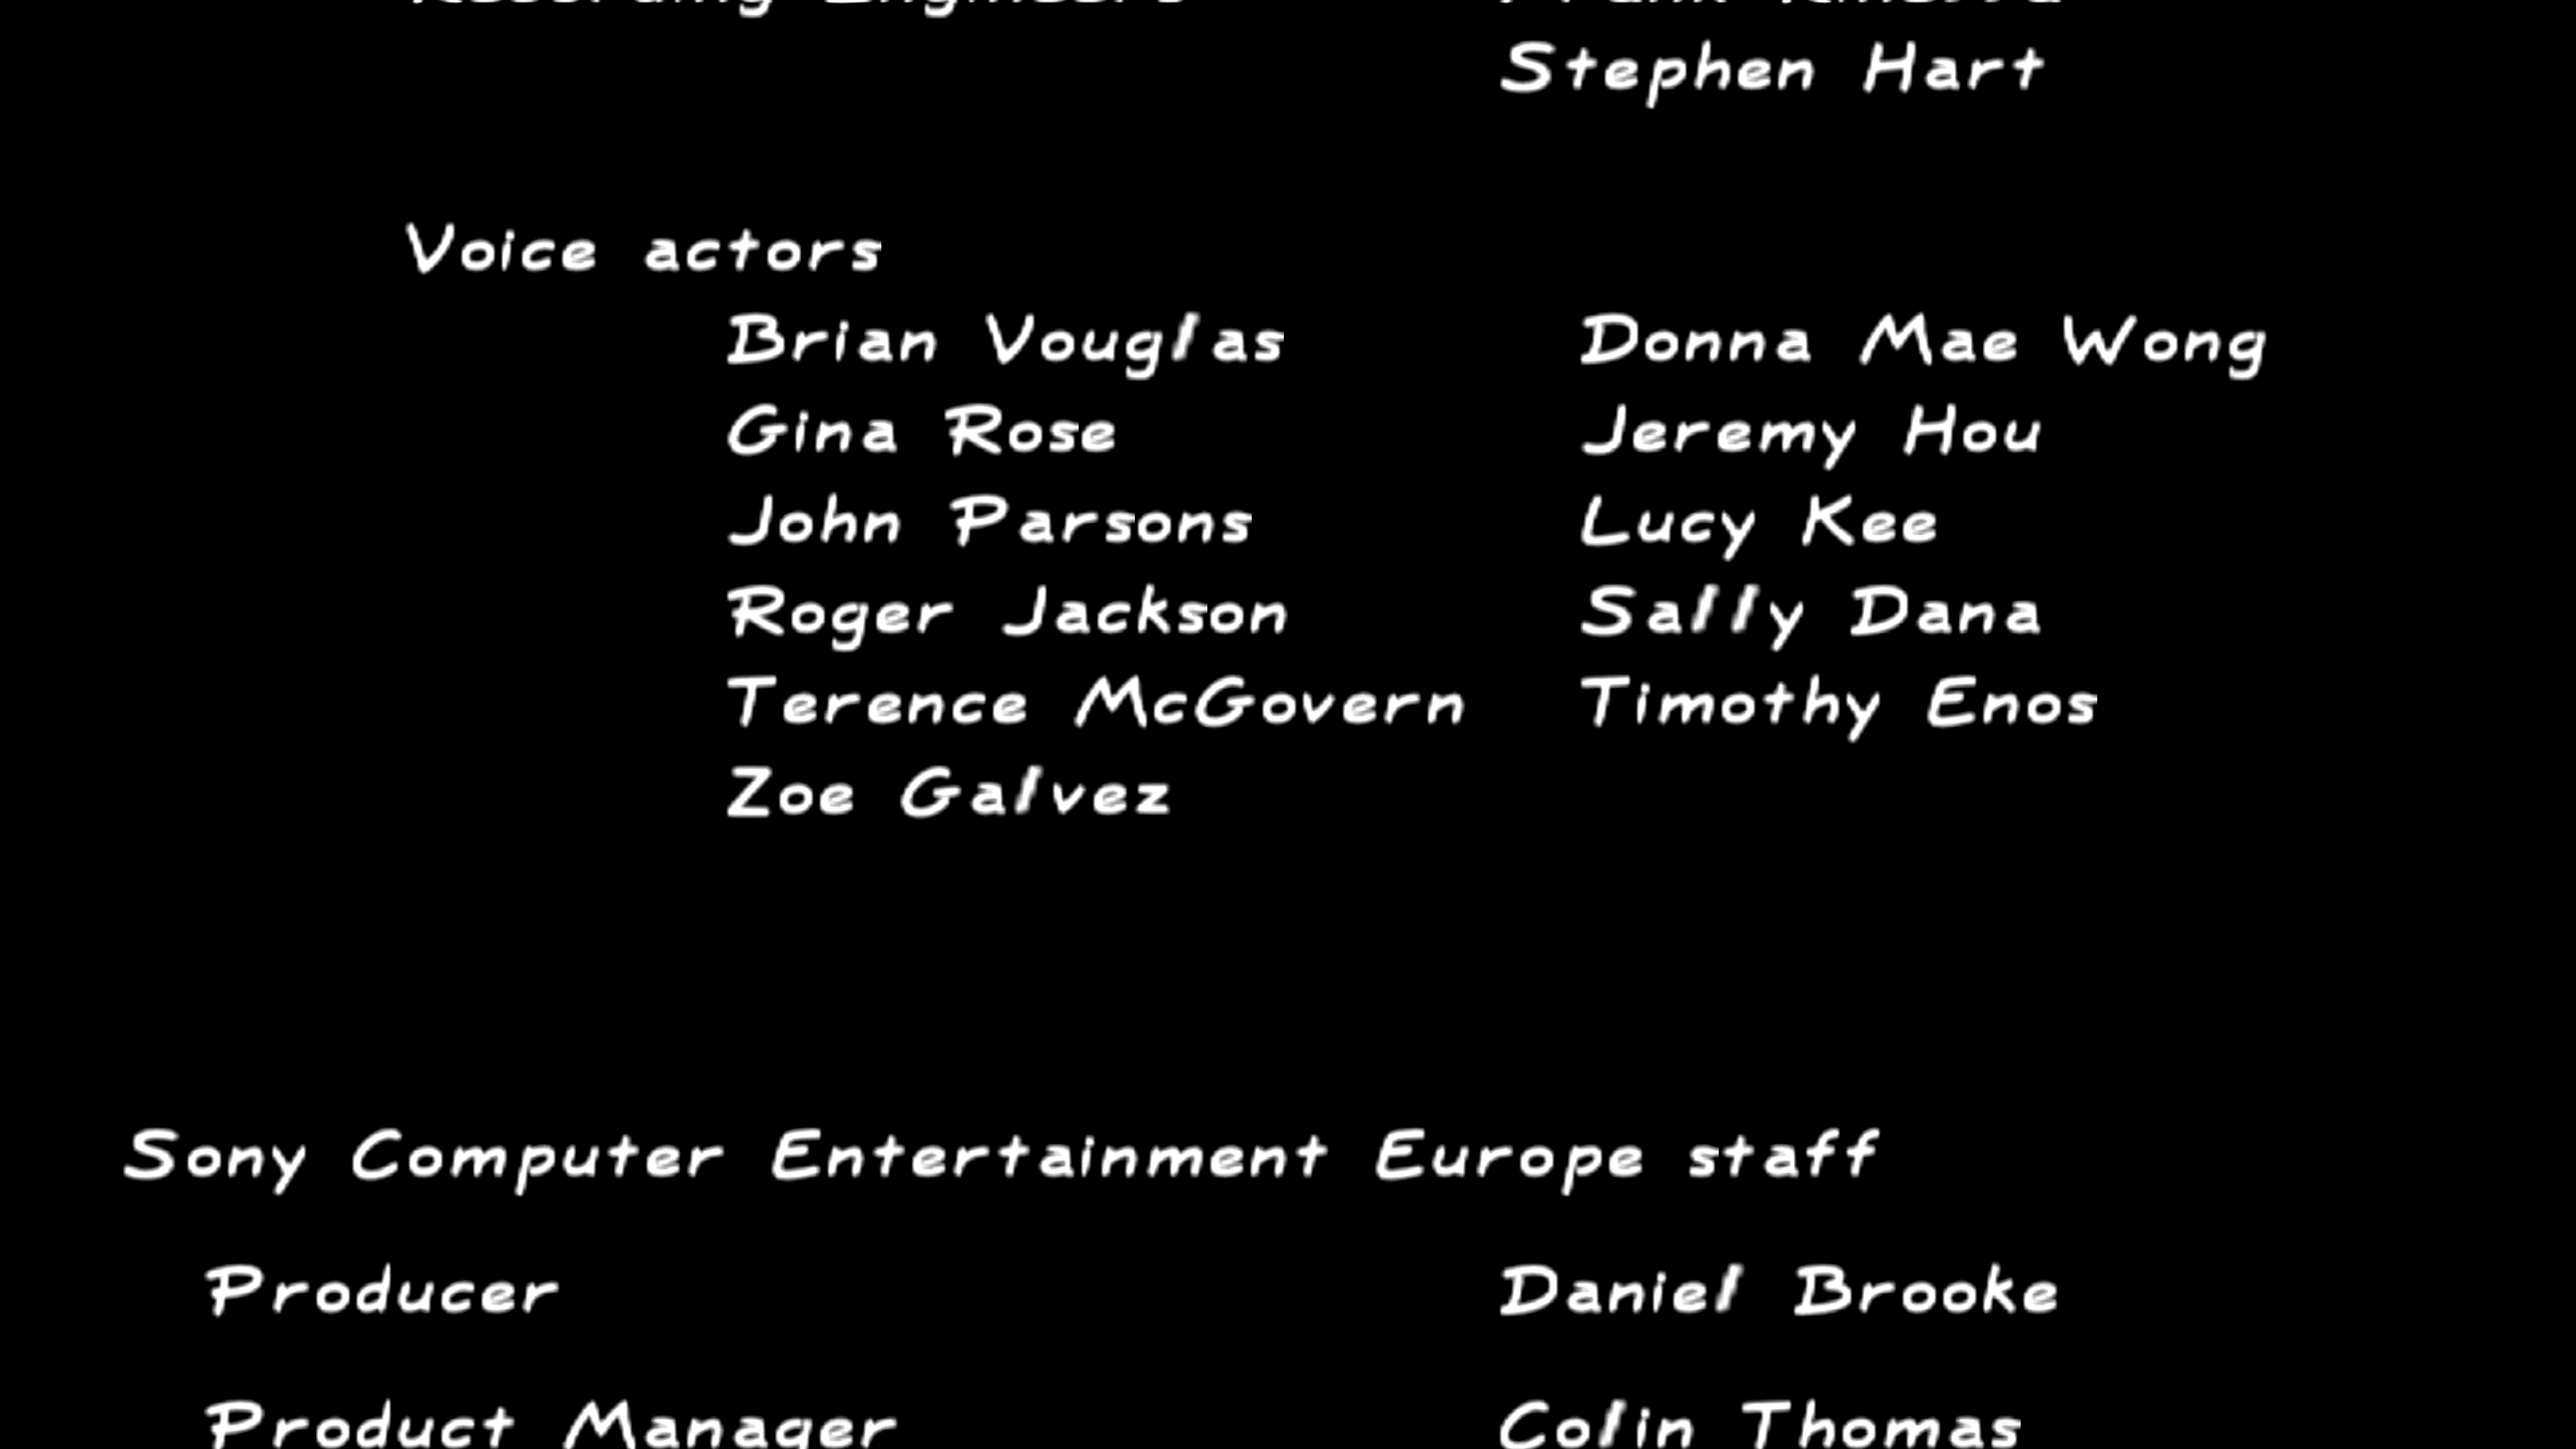 Recording Engineers
Stephen Hart
Voice actors
Brian Vouglas Donna Mae Wong
Gina Rose Jeremy Hou
John Parsons Lucy Kee
Roger Jackson Sally Dana
Terence McGovern Timothy Enos
Zoe Galvez
Sony Computer Entertainment Europe staff
Producer Daniel Brooke
Product Manager Colin Thomas